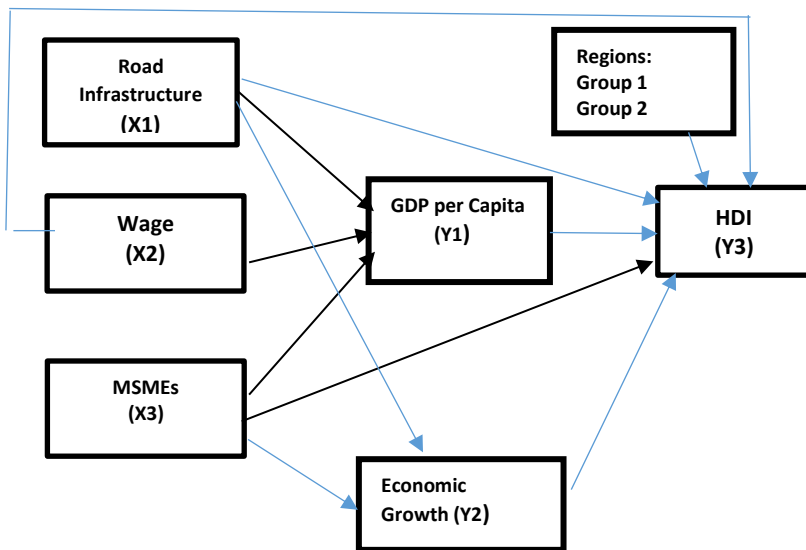 Road
Infrastructure
(X1)
Regions:
Group 1
Group 2
Wage
(X2)
GDP per Capita
(Y1)
HDI
(Y3)
MSMEs
(X3)
Economic
Growth (Y2)